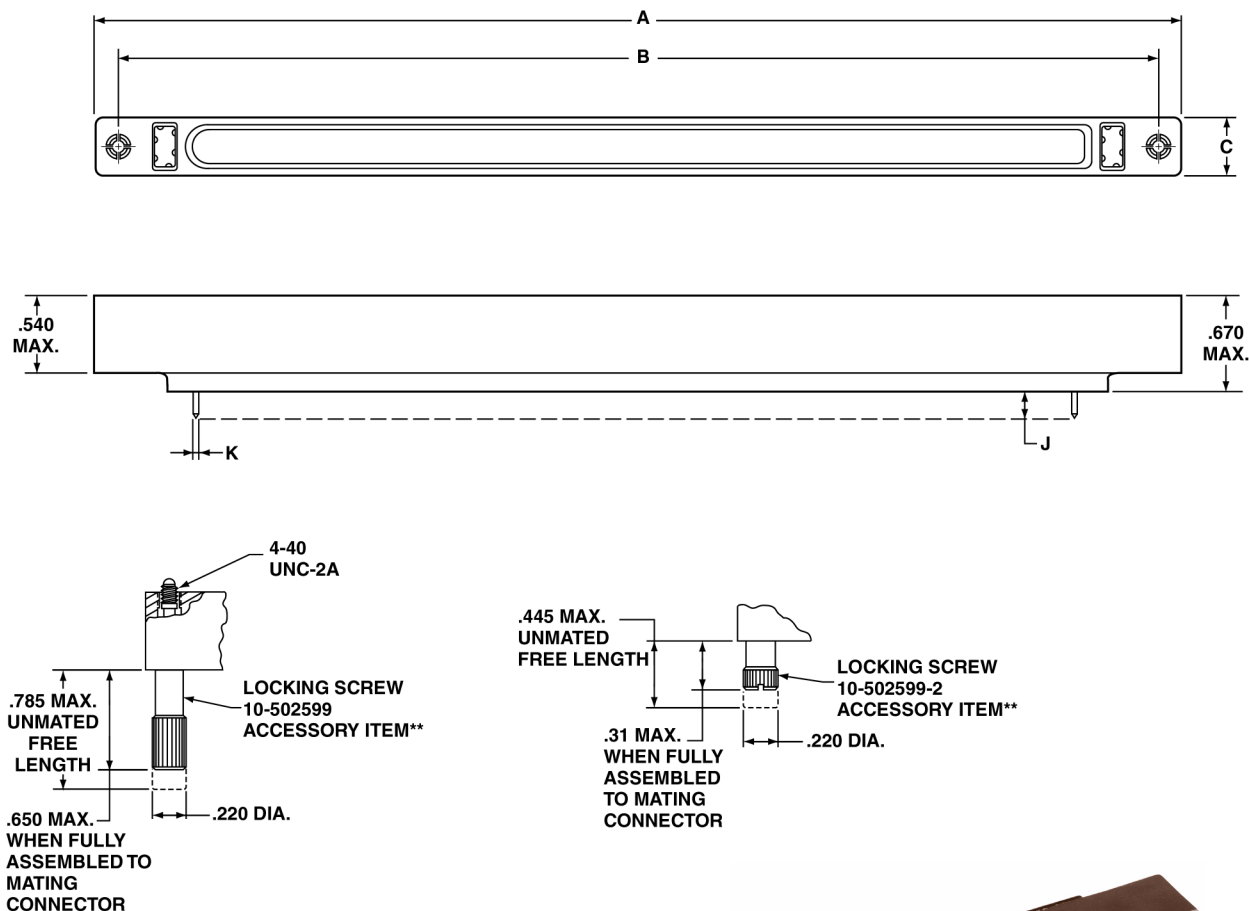 A
B
C
.540
MAX.
.670
MAX.
K
J
4-40
UNC-2A
.785 MAX.
UNMATED
FREE
LENGTH
LOCKING SCREW
10-502599
ACCESSORY ITEM**
.220 DIA.
.650 MAX.
WHEN FULLY
ASSEMBLED TO
MATING
CONNECTOR
.445 MAX.
UNMATED
FREE LENGTH
LOCKING SCREW
10-502599-2
ACCESSORY ITEM**
.31 MAX.
WHEN FULLY
ASSEMBLED
TO MATING
CONNECTOR
.220 DIA.